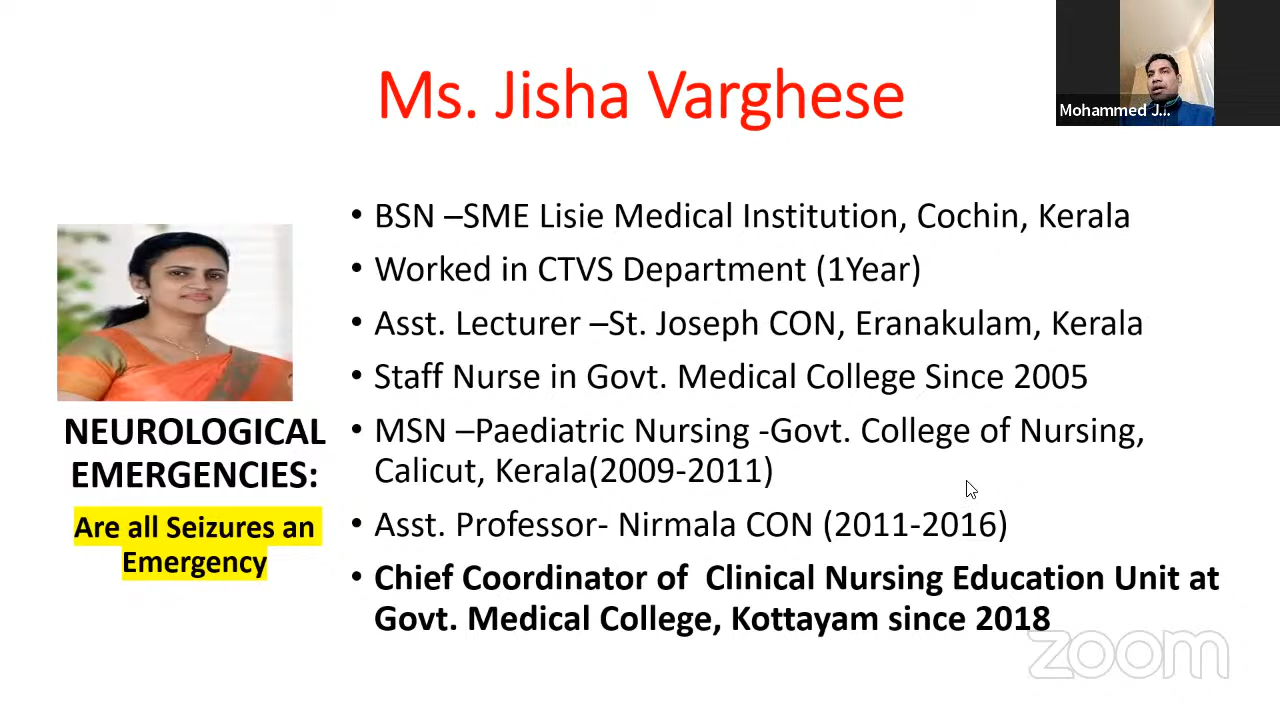 Ms. Jisha Varghese
Mohammed J...
• BSN –SME Lisie Medical Institution, Cochin, Kerala
• Worked in CTVS Department (1Year)
• Asst. Lecturer –St. Joseph CON, Eranakulam, Kerala
• Staff Nurse in Govt. Medical College Since 2005
• MSN –Paediatric Nursing -Govt. College of Nursing,
Calicut, Kerala(2009-2011)
• Asst. Professor- Nirmala CON (2011-2016)
• Chief Coordinator of  Clinical Nursing Education Unit at
Govt. Medical College, Kottayam since 2018
NEUROLOGICAL
EMERGENCIES:
Are all Seizures an
Emergency
zoom